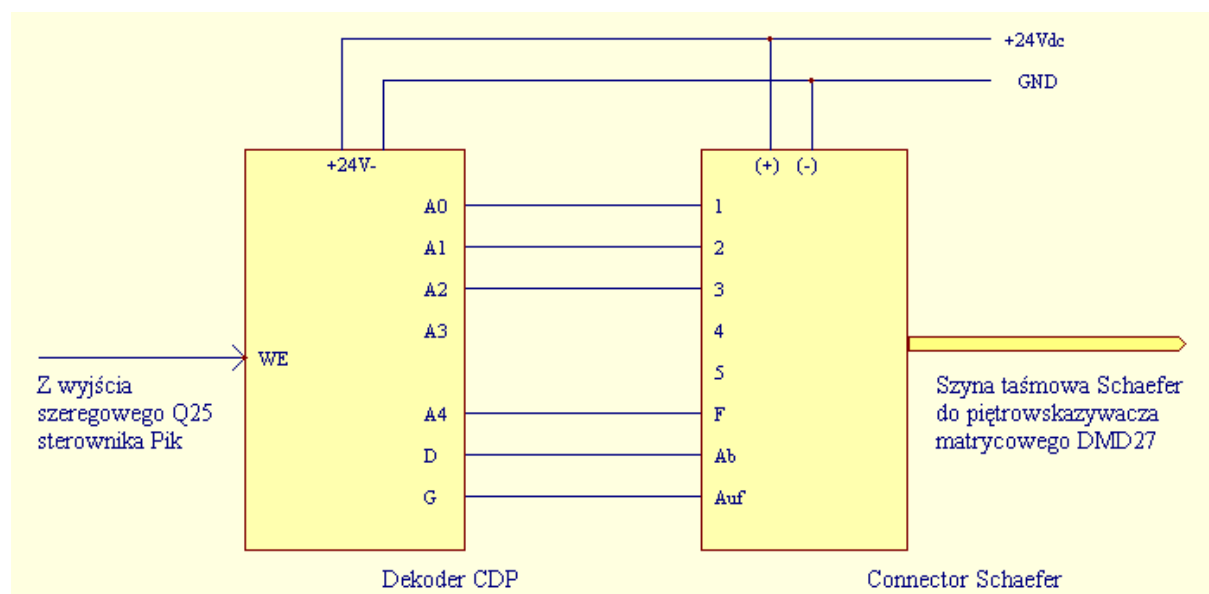 +24Vdc
GND
+24V-
(+) (-)
A0
1
A1
2
A2
3
A3
4
WE
5
A4
F
D
Ab
G
Auf
Z wyjścia
szeregowego Q25
sterownika Pik
Szyna taśmowa Schaefer
do piętrowskazywacza
matrycowego DMD27
Dekoder CDP
Connector Schaefer